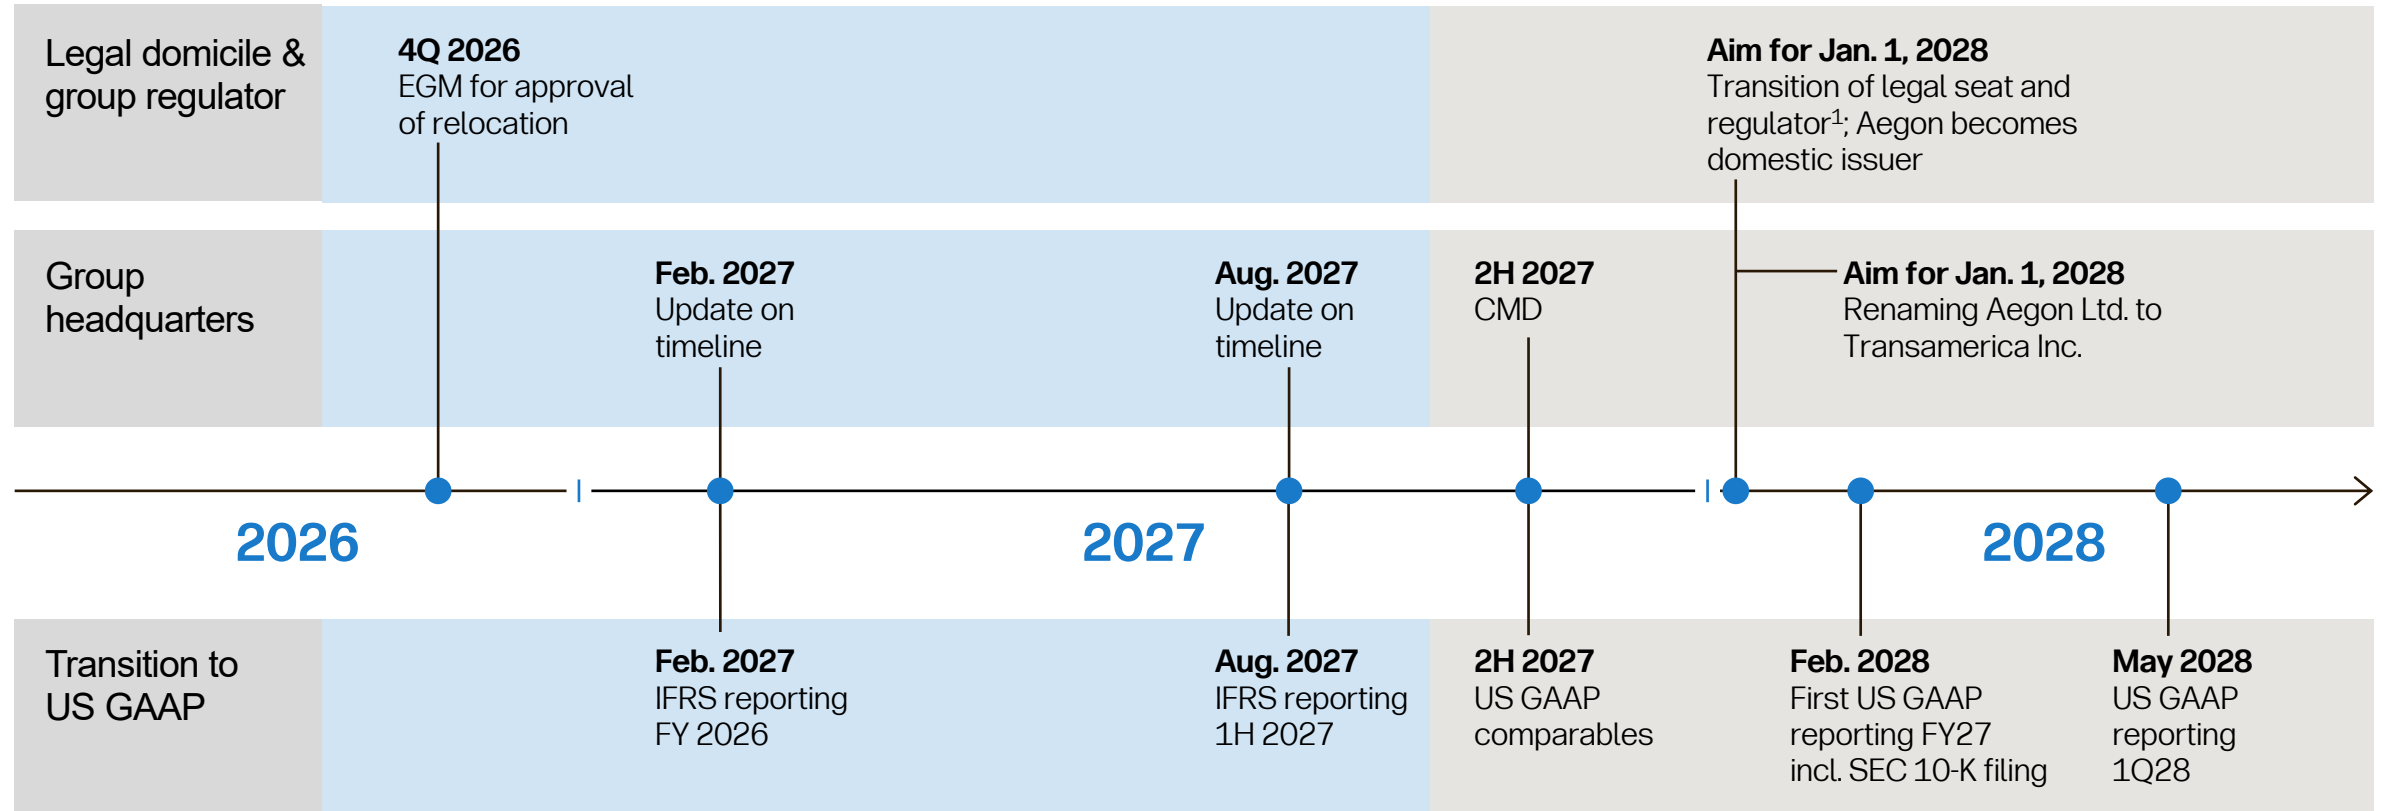 Legal domicile &
group regulator
4Q 2026
EGM for approval
of relocation
Aim for Jan. 1, 2028
Transition of legal seat and
regulator¹; Aegon becomes
domestic issuer
Group
headquarters
Feb. 2027
Update on
timeline
Aug. 2027
Update on
timeline
2H 2027
CMD
Aim for Jan. 1, 2028
Renaming Aegon Ltd. to
Transamerica Inc.
2026
2027
2028
Transition to
US GAAP
Feb. 2027
IFRS reporting
FY 2026
Aug. 2027
IFRS reporting
1H 2027
2H 2027
US GAAP
comparables
Feb. 2028
First US GAAP
reporting FY27
incl. SEC 10-K filing
May 2028
US GAAP
reporting
1Q28